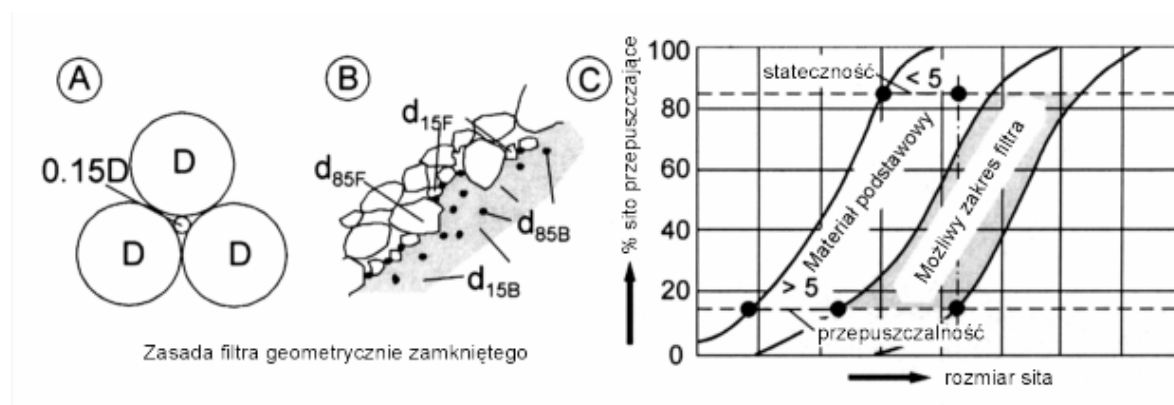 A
D
0.15D
D
D
Zasada filtra geometrycznie zamkniętego
B
d15F
d85F
d85B
d15B
C
% sito przepuszczające
100
80
60
40
20
0
stateczność < 5
Materiał podstawowy
Możliwy zakres filtra
> 5
przepuszczalność
rozmiar sita